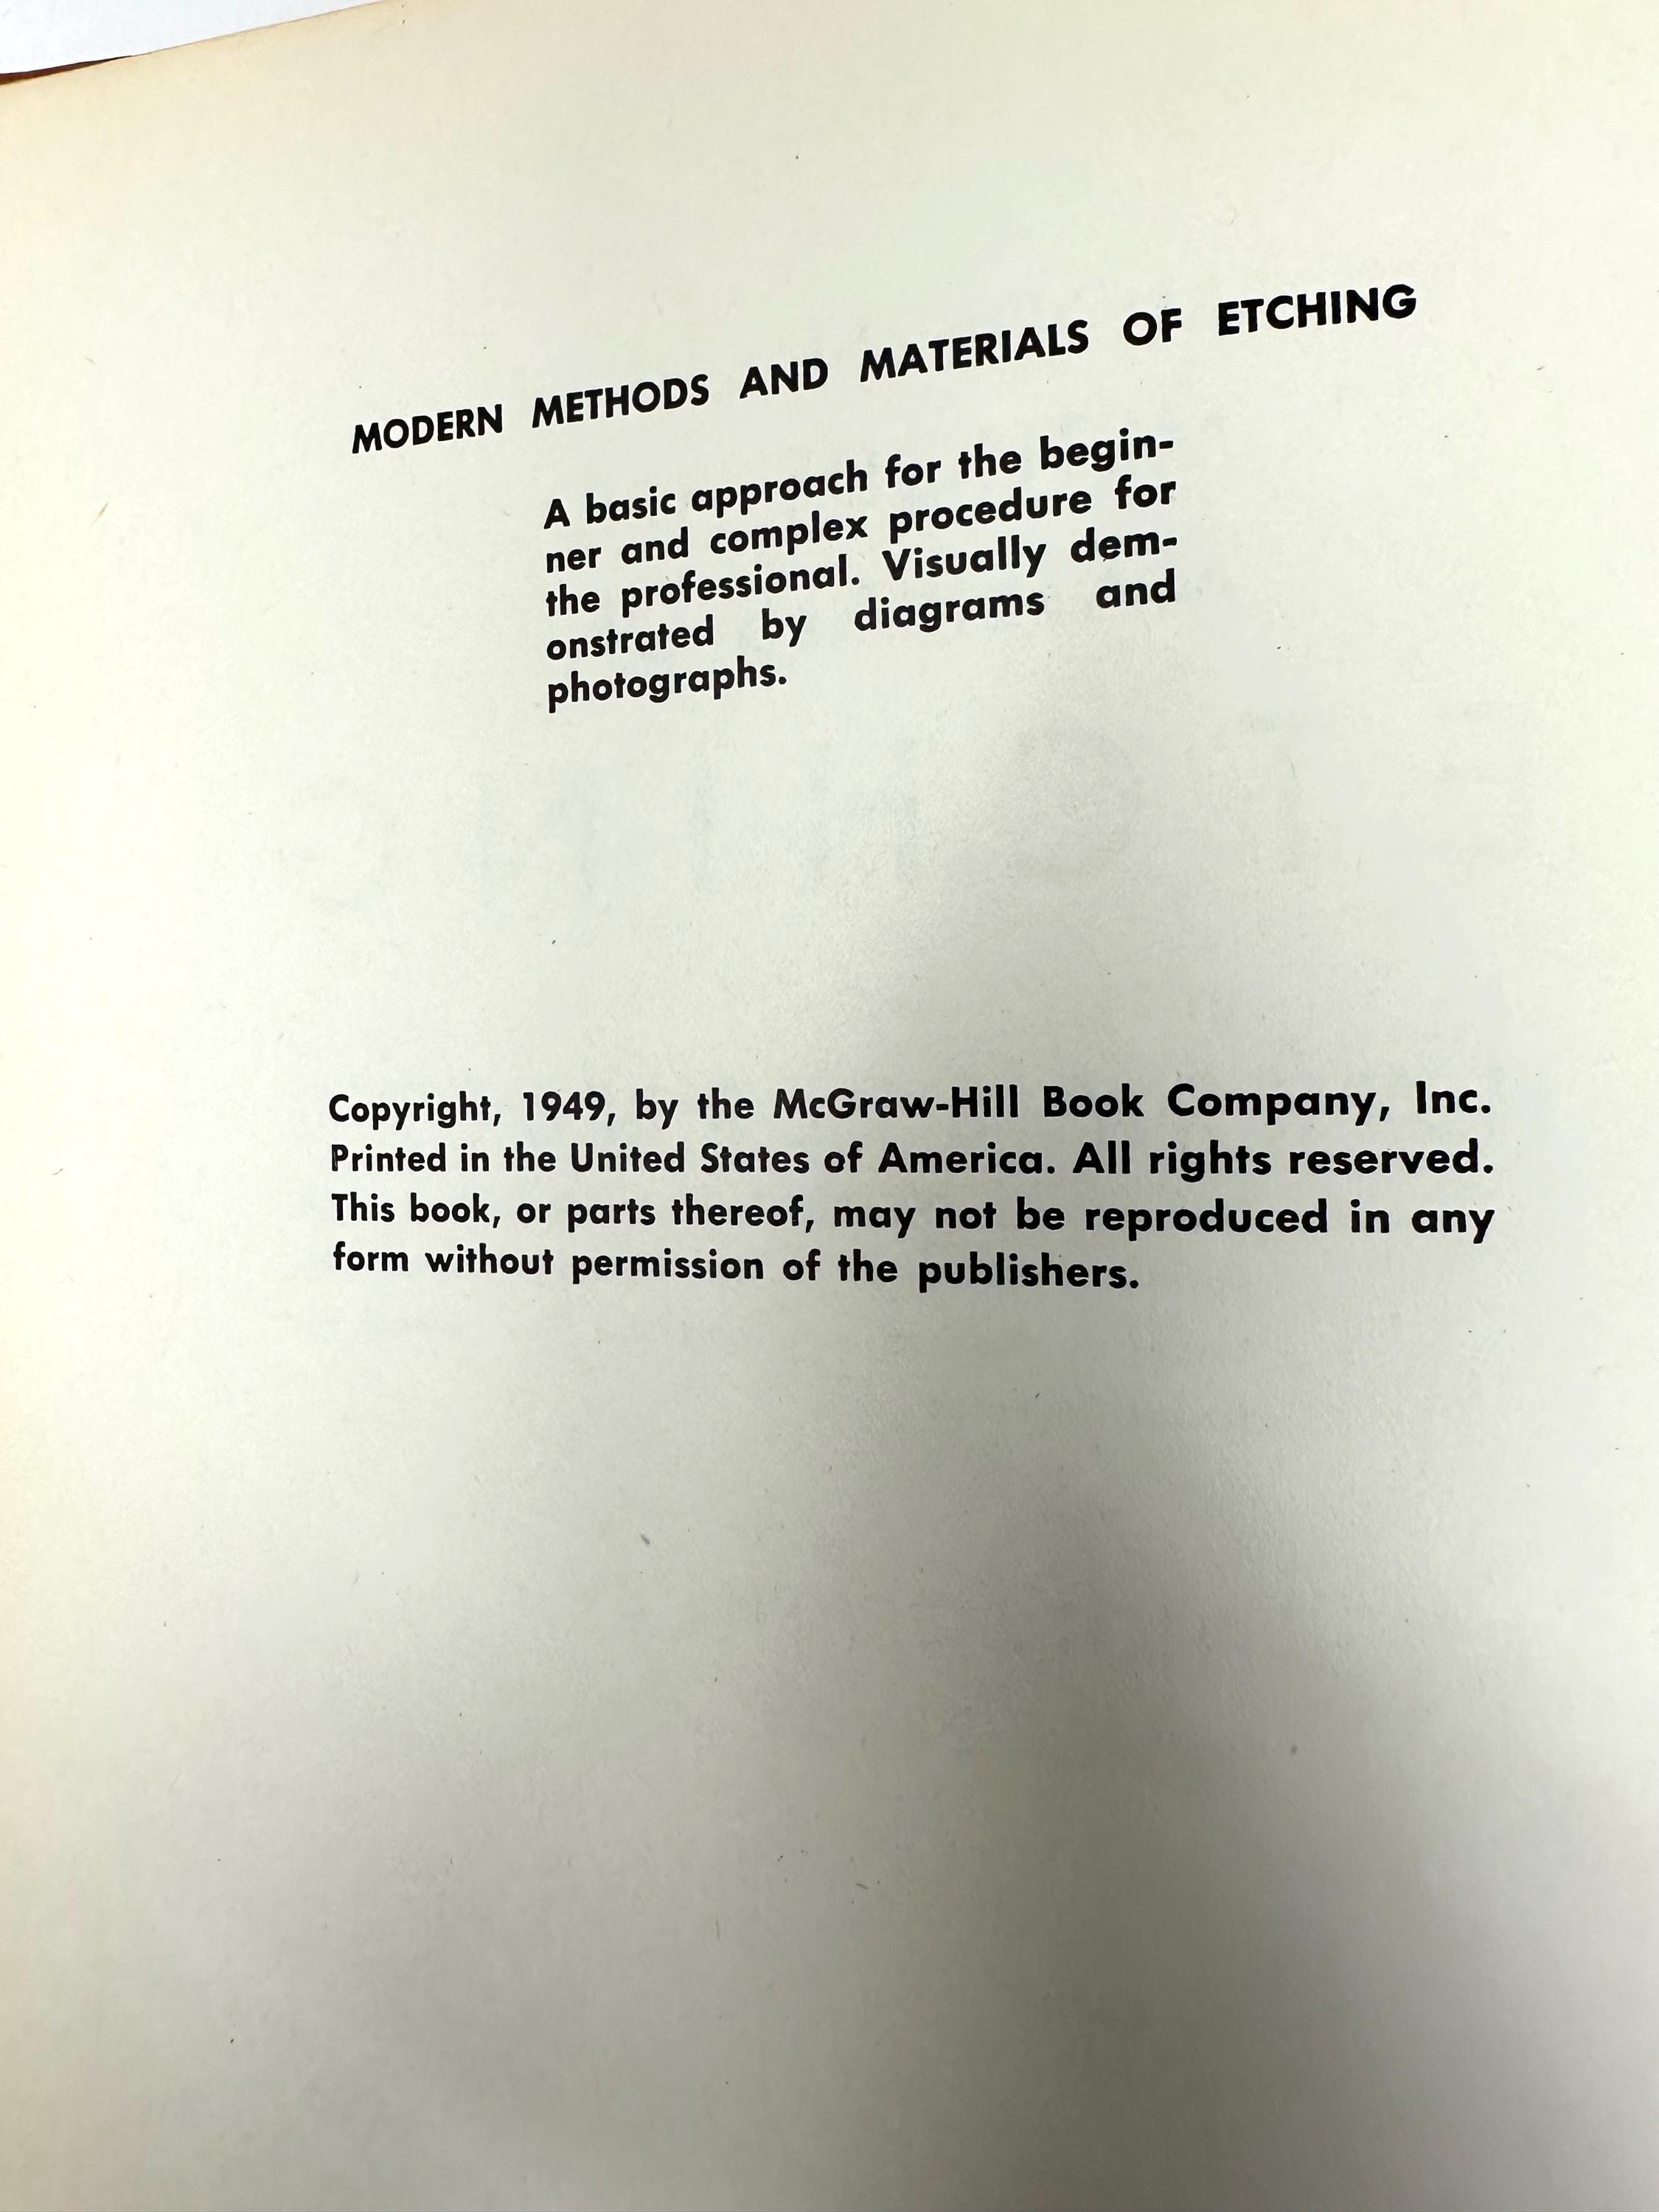 MODERN METHODS AND MATERIALS OF ETCHING
A basic approach for the begin-
ner and complex procedure for
the professional. Visually dem-
onstrated by diagrams and
photographs.
Copyright, 1949, by the McGraw-Hill Book Company, Inc.
Printed in the United States of America. All rights reserved.
This book, or parts thereof, may not be reproduced in any
form without permission of the publishers.